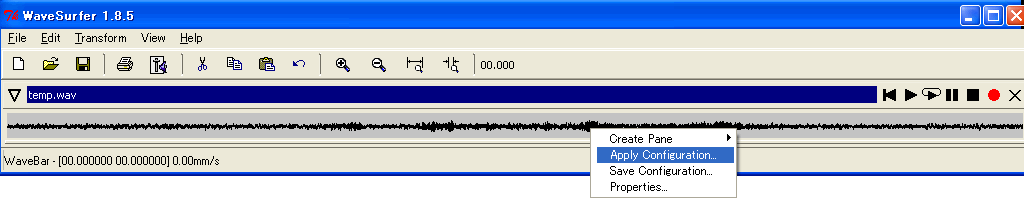 WaveSurfer 1.8.5
File Edit Transform View Help
00.000
temp.wav
Create Pane
Apply Configuration...
Save Configuration...
Properties...
WaveBar - [00.000000 00.000000] 0.00mm/s